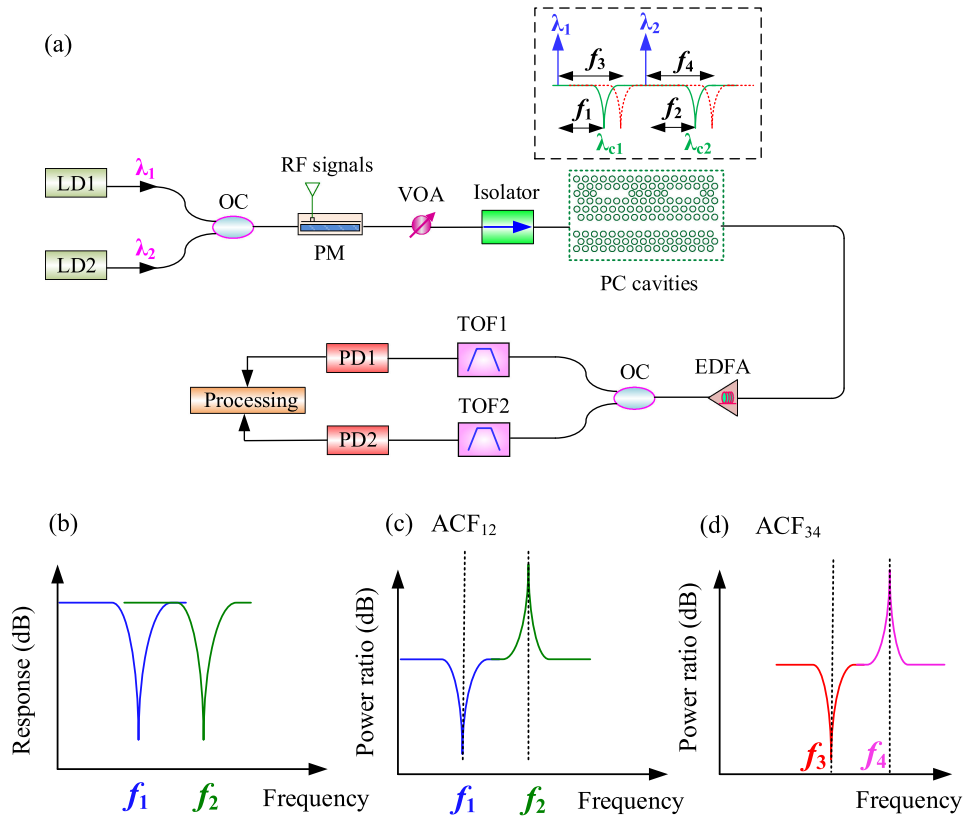 (a)
λ1
λ2
f3
f4
f1
f2
λc1
λc2
LD1
λ1
OC
RF signals
PM
VOA
Isolator
PC cavities
LD2
λ2
TOF1
PD1
OC
EDFA
Processing
TOF2
PD2
(b)
Response (dB)
f1
f2
Frequency
(c)
ACF12
Power ratio (dB)
f1
f2
Frequency
(d)
ACF34
Power ratio (dB)
f3
f4
Frequency